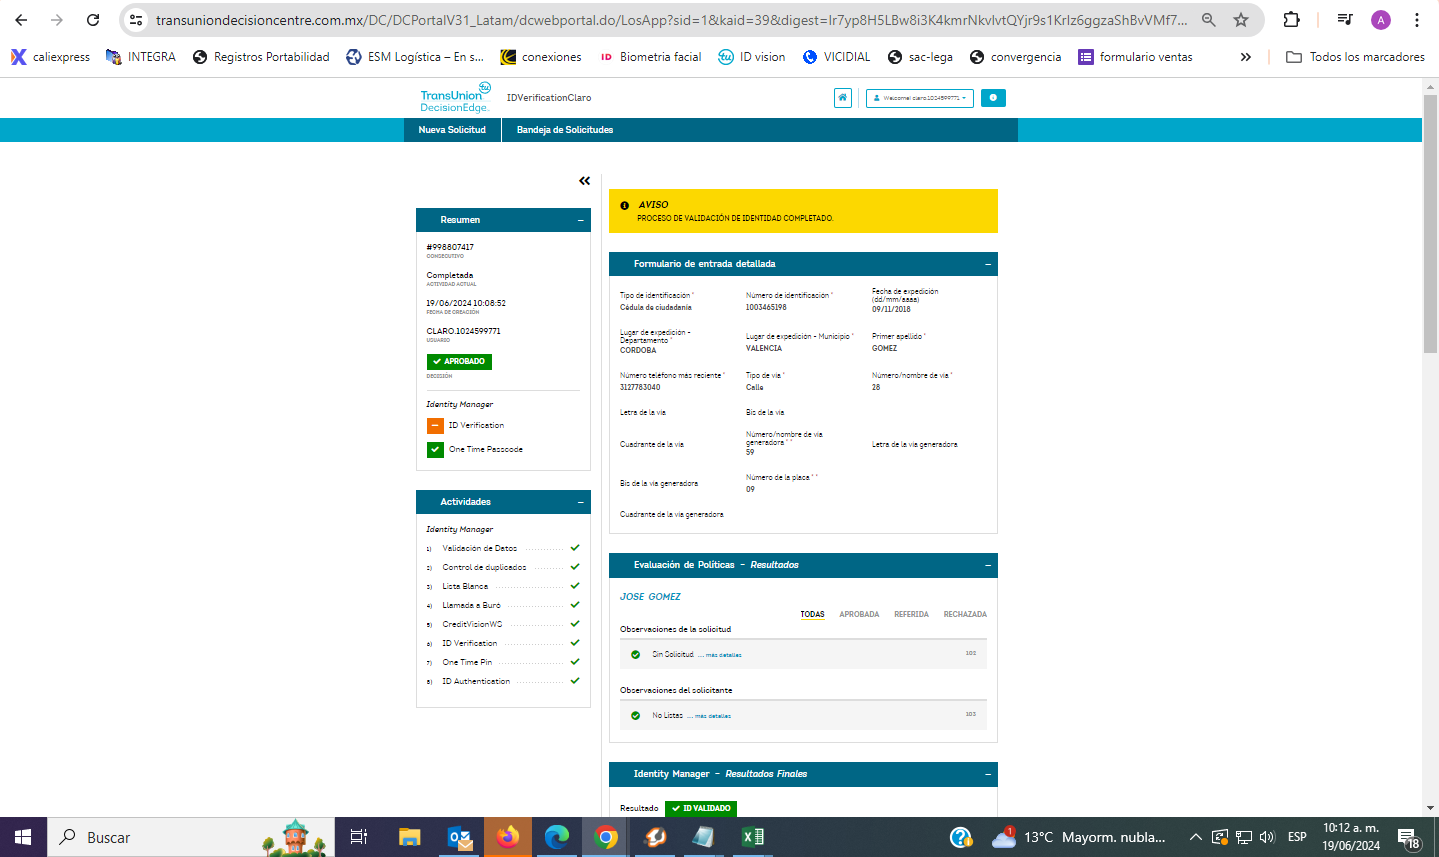 transuniondecisioncentre.com.mx/DC/DCPortalV31_Latam/dcwebportal.do/LosApp?sid=1&kaid=39&digest=Ir7yp8H5LBw8i3K4kmrNkvlvtQYjr9s1Krlz6ggzaShBvVMf7...
A
caliexpress
INTEGRA
Registros Portabilidad
ESM Logística – En s...
conexiones
ID Biometria facial
tu ID vision
VICIDIAL
sac-lega
convergencia
formulario ventas
»
Todos los marcadores
TransUnion tu
DecisionEdge.
IDVerificationClaro
Welcome! claro.1024599771
Nueva Solicitud
Bandeja de Solicitudes
Resumen
#998807417
CONSECUTIVO
Completada
ACTIVIDAD ACTUAL
19/06/2024 10:08:52
FECHA DE CREACIÓN
CLARO.1024599771
USUARIO
APROBADO
DECISIÓN
Identity Manager
ID Verification
One Time Passcode
Actividades
Identity Manager
1) Validación de Datos
2) Control de duplicados
3) Lista Blanca
4) Llamada a Buró
5) CreditVisionWS
6) ID Verification
7) One Time Pin
8) ID Authentication
AVISO
PROCESO DE VALIDACIÓN DE IDENTIDAD COMPLETADO.
Formulario de entrada detallada
Tipo de identificación *
Cédula de ciudadanía
Número de identificación *
1003465198
Fecha de expedición
(dd/mm/aaaa)
09/11/2018
Lugar de expedición -
Departamento *
CORDOBA
Lugar de expedición - Municipio *
VALENCIA
Primer apellido *
GOMEZ
Número teléfono más reciente *
3127783040
Tipo de vía *
Calle
Número/nombre de vía *
28
Letra de la vía
Bis de la vía
Cuadrante de la vía
Número/nombre de vía
generadora * *
59
Letra de la vía generadora
Bis de la vía generadora
Número de la placa * *
09
Cuadrante de la vía generadora
Evaluación de Políticas - Resultados
JOSE GOMEZ
TODAS APROBADA REFERIDA RECHAZADA
Observaciones de la solicitud
Sin Solicitud ... más detalles 102
Observaciones del solicitante
No Listas ... más detalles 103
Identity Manager - Resultados Finales
Resultado ID VALIDADO
Buscar
1
13°C Mayorm. nubla...
ESP
10:12 a. m.
19/06/2024
18